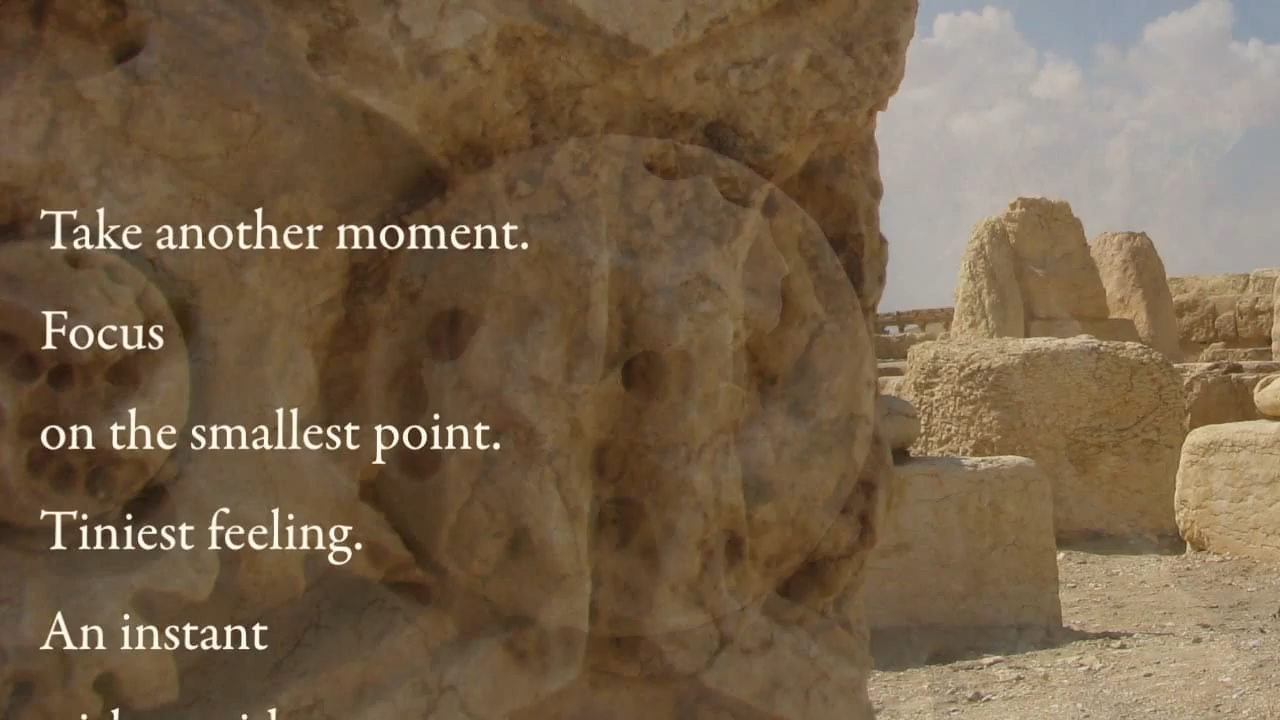 Take another moment.
Focus
on the smallest point.
Tiniest feeling.
An instant